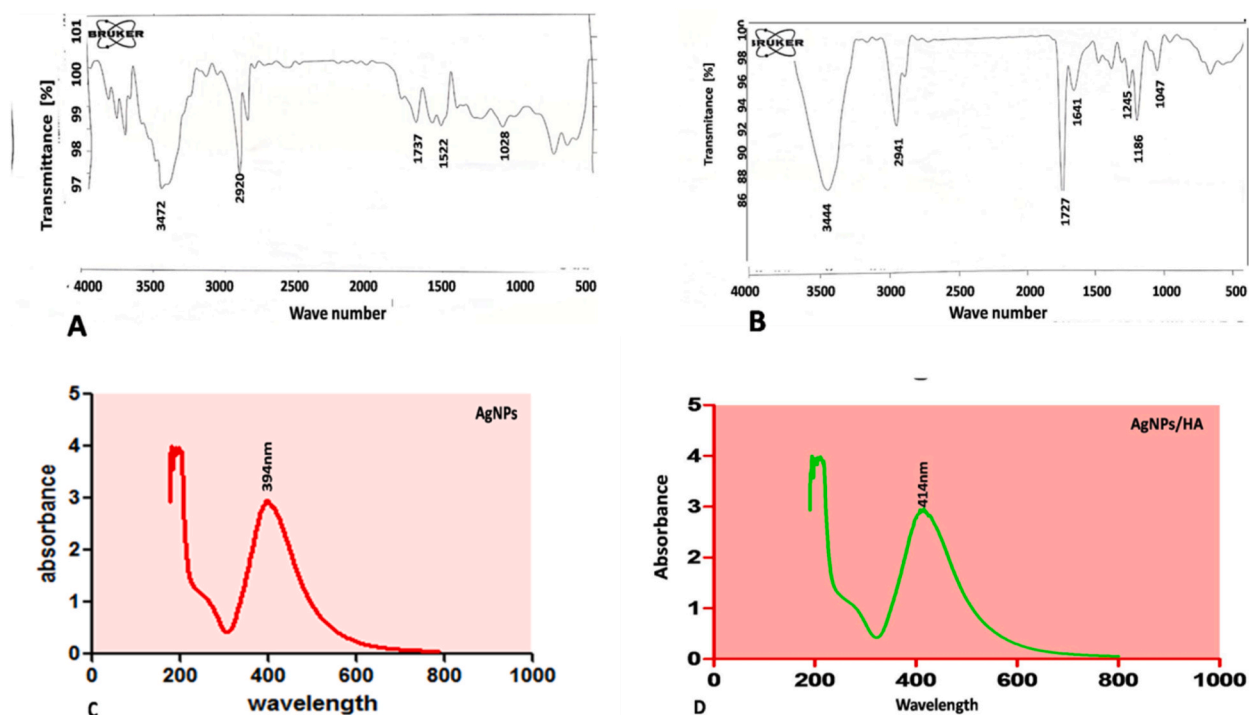 BRUKER
Transmittance [%]
101
100
99
98
97
3472
2920
1737
1522
1028
4000 3500 3000 2500 2000 1500 1000 500
Wave number
A
BRUKER
Transmitance [%]
100
98
96
94
92
90
88
86
3444
2941
1727
1641
1245
1186
1047
4000 3500 3000 2500 2000 1500 1000 500
Wave number
B
AgNPs
394nm
absorbance
5
4
3
2
1
0
0 200 400 600 800 1000
wavelength
C
AgNPs/HA
414nm
Absorbance
5
4
3
2
1
0
0 200 400 600 800 1000
Wavelength
D